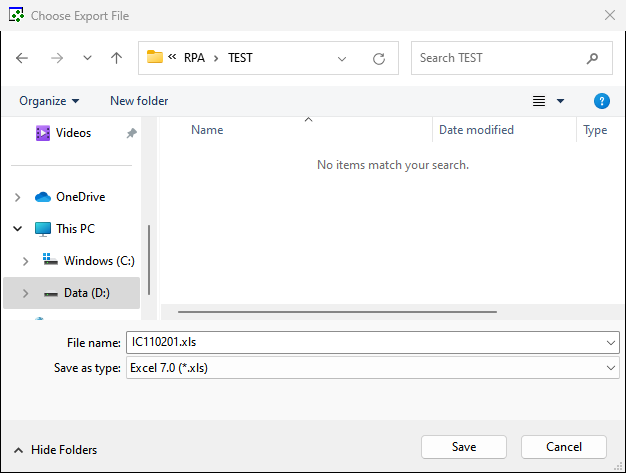 Choose Export File
« RPA > TEST
Search TEST
Organize
New folder
?
Videos
OneDrive
This PC
Windows (C:)
Data (D:)
Name
Date modified
Type
No items match your search.
File name: IC110201.xls
Save as type: Excel 7.0 (*.xls)
Hide Folders
Save
Cancel